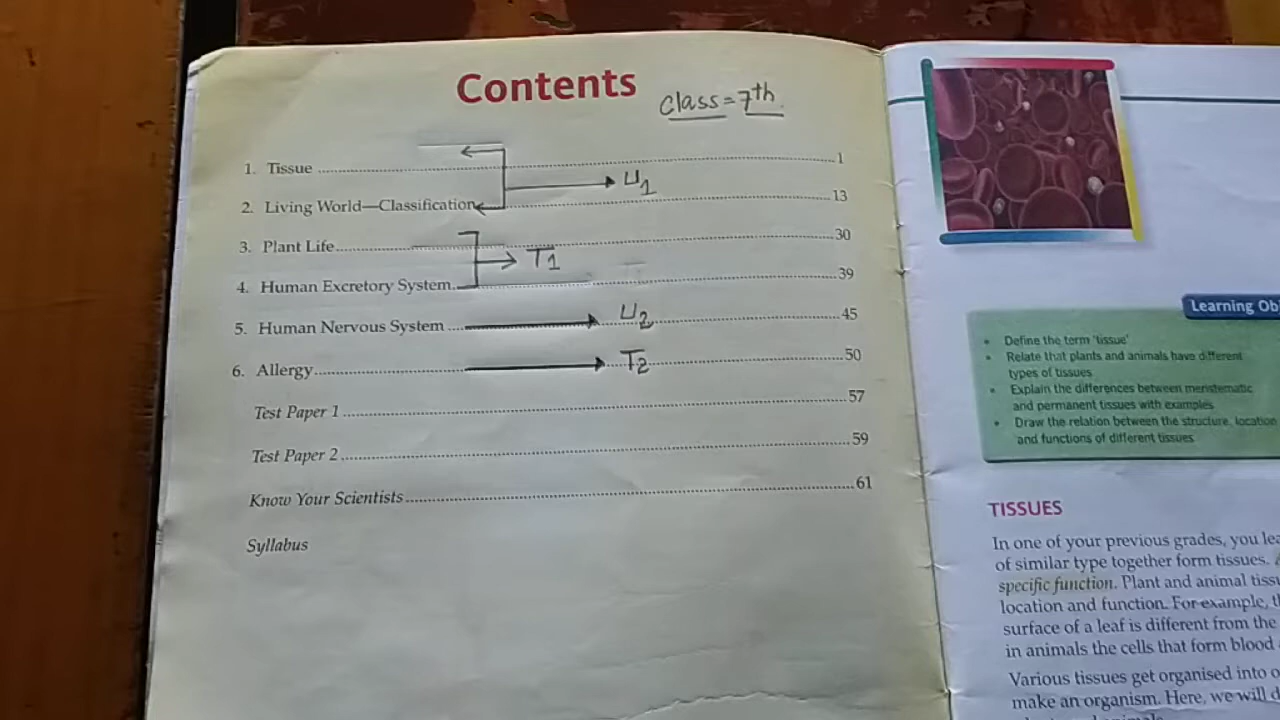 Contents
Class = 7th.
1. Tissue ................ 1
U1
2. Living World—Classification ................ 13
3. Plant Life ................ 30
T1
4. Human Excretory System ................ 39
5. Human Nervous System ................ 45
U2
6. Allergy ................ 50
T2
Test Paper 1 ................ 57
Test Paper 2 ................ 59
Know Your Scientists ................ 61
Syllabus
Learning Ob
• Define the term 'tissue'
• Relate that plants and animals have different
types of tissues
• Explain the differences between meristematic
and permanent tissues with examples
• Draw the relation between the structure, location
and functions of different tissues
TISSUES
In one of your previous grades, you lea
of similar type together form tissues.
specific function. Plant and animal tissu
location and function. For example, th
surface of a leaf is different from the
in animals the cells that form blood
Various tissues get organised into o
make an organism. Here, we will d